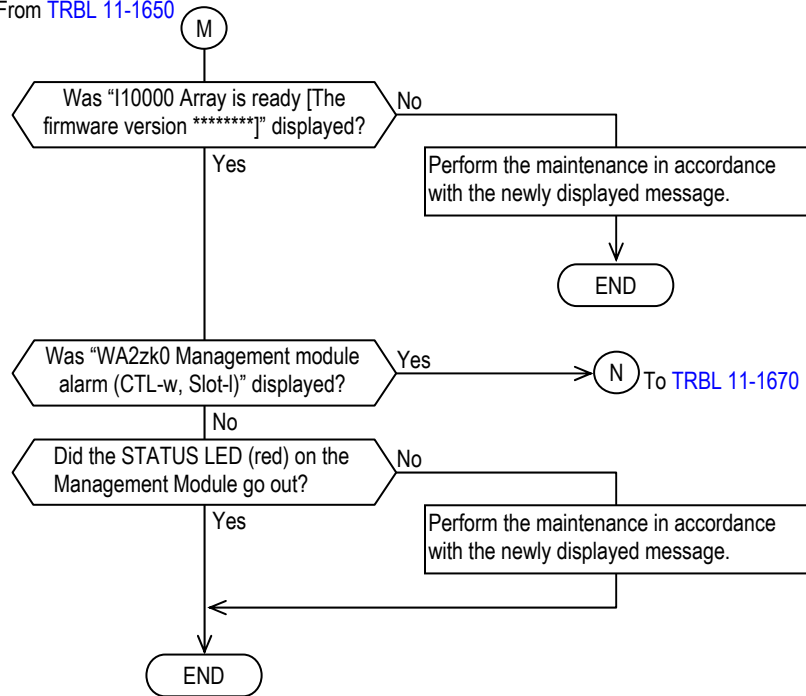 From TRBL 11-1650
M
Was “I10000 Array is ready [The
firmware version ********]” displayed?
No
Yes
Perform the maintenance in accordance
with the newly displayed message.
END
Was “WA2zk0 Management module
alarm (CTL-w, Slot-l)” displayed?
Yes
N
To TRBL 11-1670
No
Did the STATUS LED (red) on the
Management Module go out?
No
Yes
Perform the maintenance in accordance
with the newly displayed message.
END